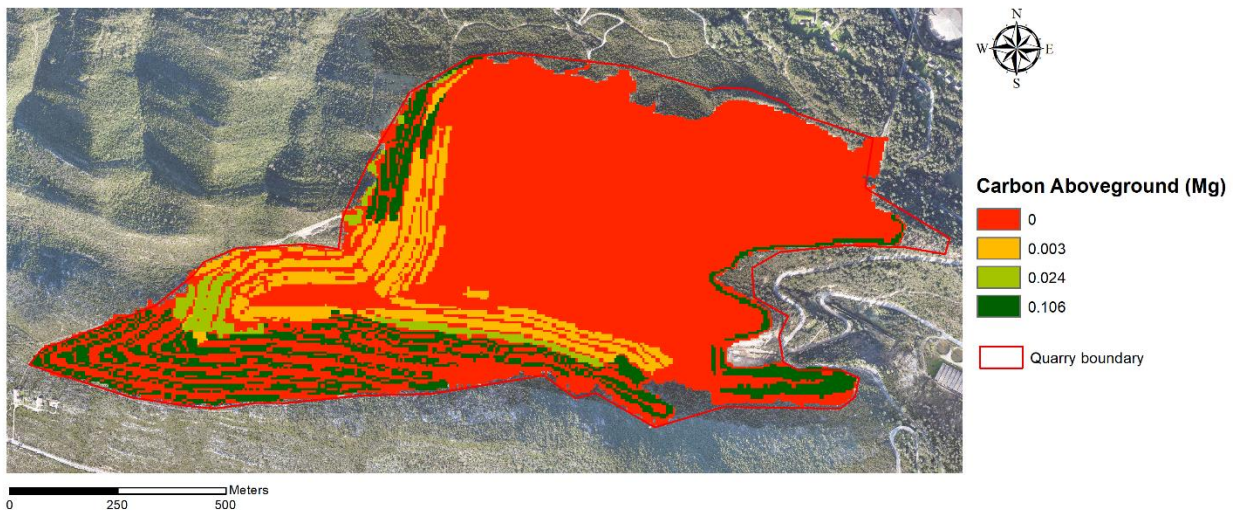 N
W E
S
Carbon Aboveground (Mg)
0
0.003
0.024
0.106
Quarry boundary
Meters
0 250 500